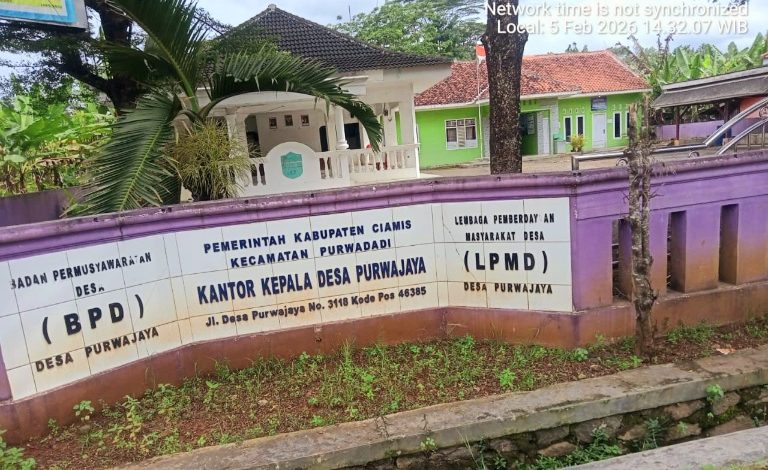 Network time is not synchronized
Local: 5 Feb 2026 14.32.07 WIB
BADAN PERMUSYAWARATAN
DESA
( BPD )
DESA PURWAJAYA
PEMERINTAH KABUPATEN CIAMIS
KECAMATAN PURWADADI
KANTOR KEPALA DESA PURWAJAYA
Jl. Desa Purwajaya No. 3118 Kode Pos 46385
LEMBAGA PEMBERDAYAAN
MASYARAKAT DESA
( LPMD )
DESA PURWAJAYA